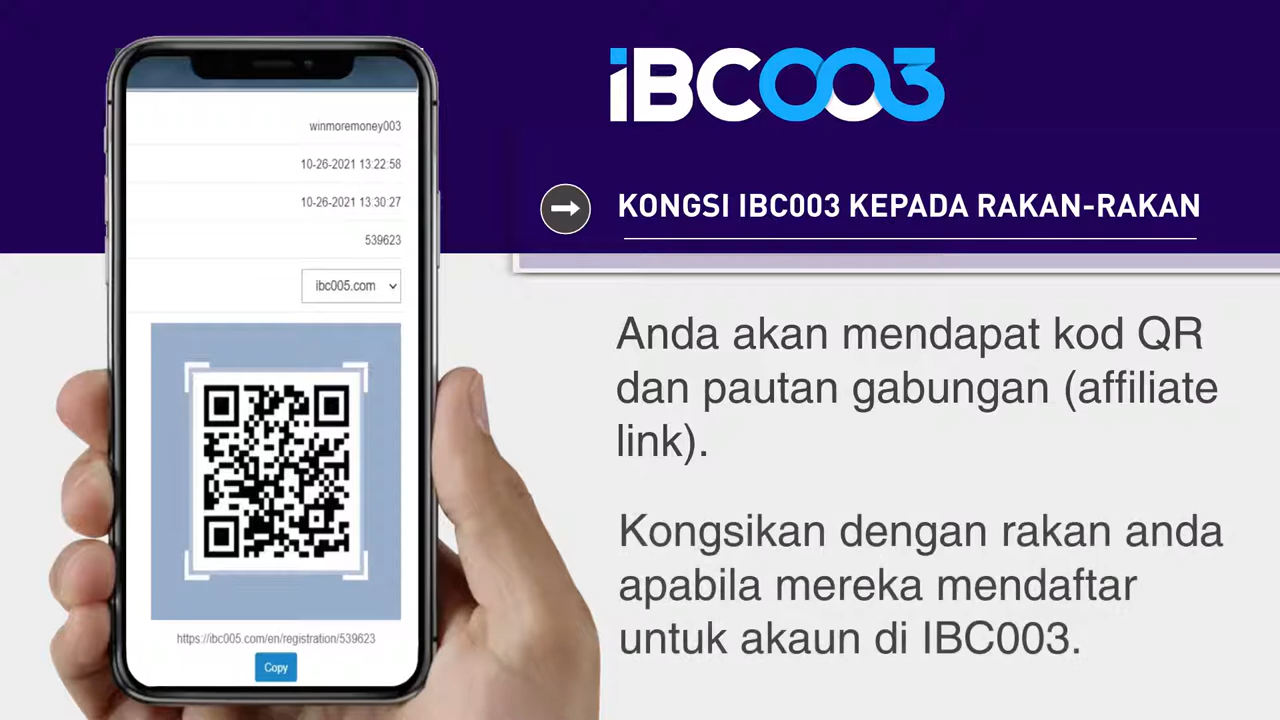 winmoremoney003
10-26-2021 13:22:58
10-26-2021 13:30:27
539623
ibc005.com
https://ibc005.com/en/registration/539623
Copy
iBC003
KONGSI IBC003 KEPADA RAKAN-RAKAN
Anda akan mendapat kod QR
dan pautan gabungan (affiliate
link).
Kongsikan dengan rakan anda
apabila mereka mendaftar
untuk akaun di IBC003.